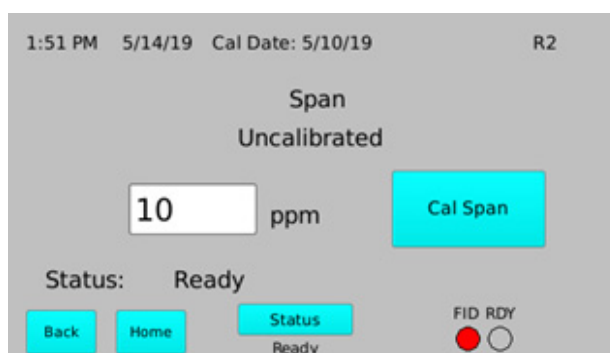 1:51 PM 5/14/19 Cal Date: 5/10/19 R2
Span
Uncalibrated
10 ppm Cal Span
Status: Ready
Back Home Status FID RDY
Ready